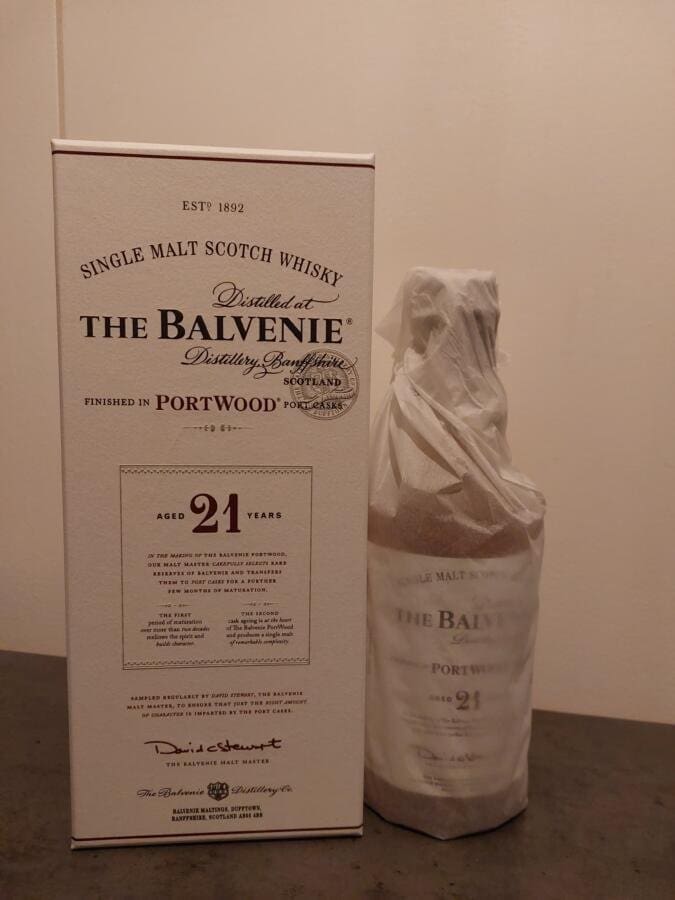 ESTD 1892
SINGLE MALT SCOTCH WHISKY
Distilled at
THE BALVENIE®
Distillery, Banffshire
SCOTLAND
FINISHED IN PORTWOOD® PORT CASKS
AGED 21 YEARS
IN THE MAKING OF THE BALVENIE PORTWOOD,
OUR MALT MASTER CAREFULLY SELECTS RARE
RESERVES OF BALVENIE AND TRANSFERS
THEM TO PORT CASKS FOR A FURTHER
FEW MONTHS OF MATURATION.
THE FIRST
period of maturation
over more than two decades
mellows the spirit and
builds character.
THE SECOND
cask ageing is at the heart
of The Balvenie PortWood
and produces a single malt
of remarkable complexity.
SAMPLED REGULARLY BY DAVID STEWART, THE BALVENIE
MALT MASTER, TO ENSURE THAT JUST THE RIGHT AMOUNT
OF CHARACTER IS IMPARTED BY THE PORT CASKS.
David C Stewart
THE BALVENIE MALT MASTER
The Balvenie Distillery Co.
BALVENIE MALTINGS, DUFFTOWN,
BANFFSHIRE, SCOTLAND AB55 4BB
SINGLE MALT SCOTCH
THE BALVE
PORTWOO
AGED 21